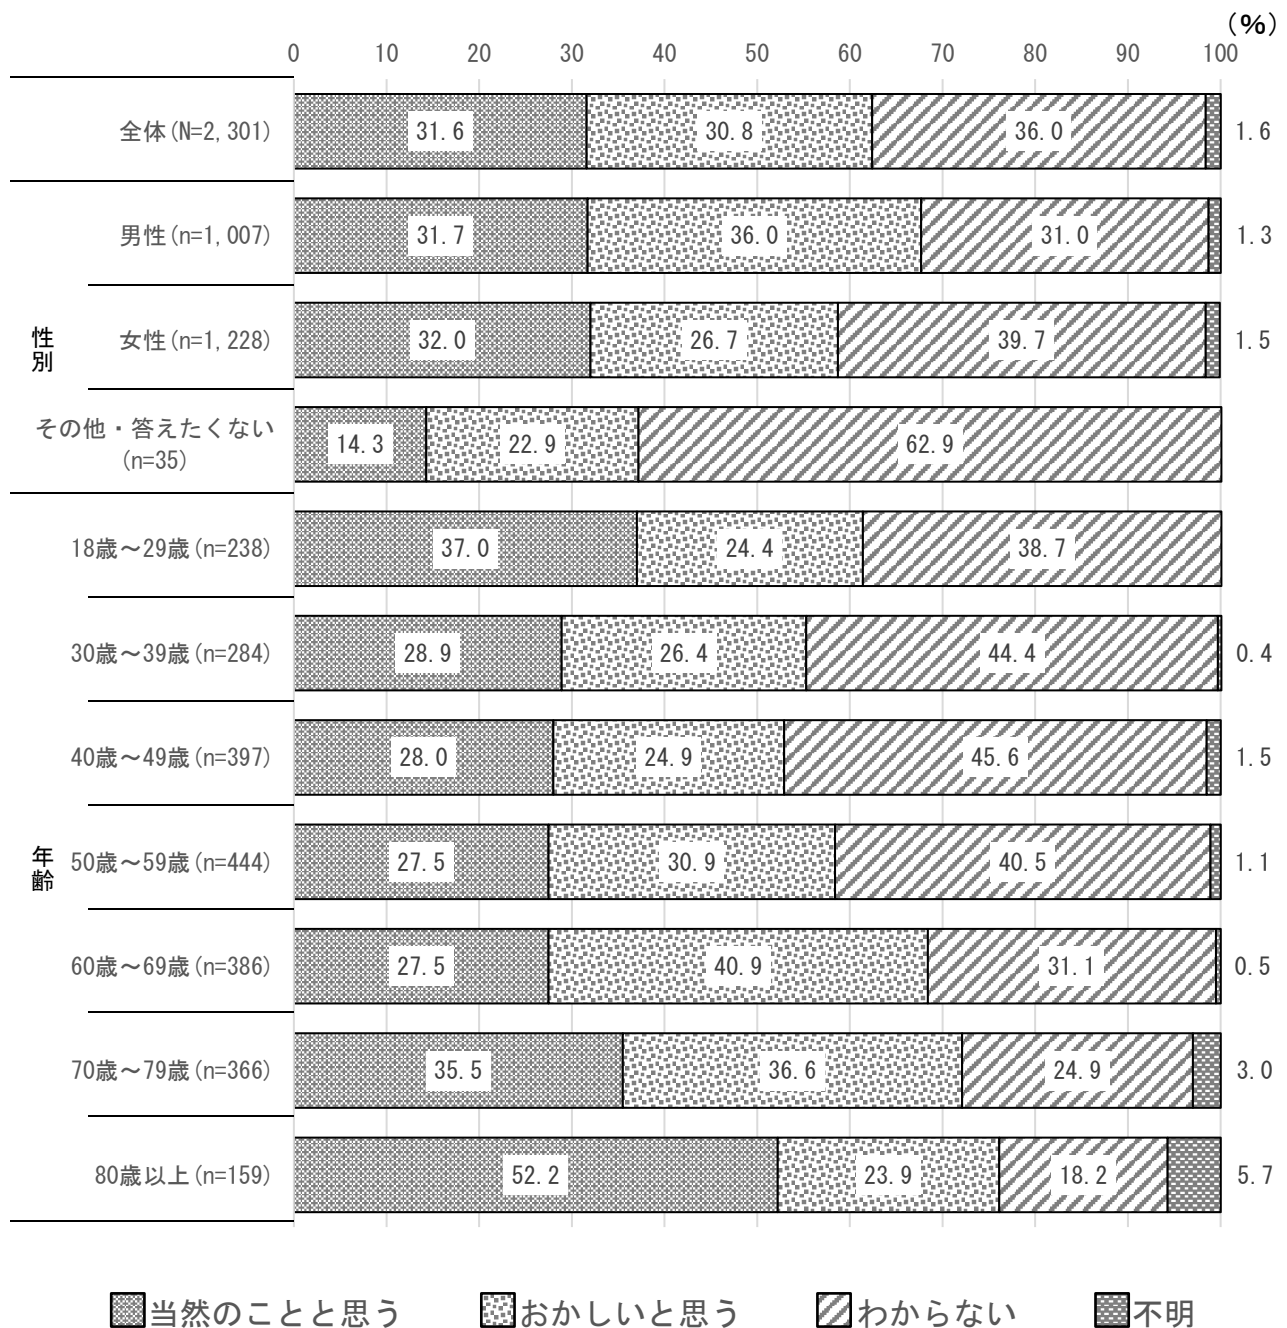 (%)
0 10 20 30 40 50 60 70 80 90 100
全体(N=2,301) 31.6 30.8 36.0 1.6
男性(n=1,007) 31.7 36.0 31.0 1.3
性別
女性(n=1,228) 32.0 26.7 39.7 1.5
その他・答えたくない
(n=35) 14.3 22.9 62.9
18歳～29歳(n=238) 37.0 24.4 38.7
30歳～39歳(n=284) 28.9 26.4 44.4 0.4
40歳～49歳(n=397) 28.0 24.9 45.6 1.5
年齢
50歳～59歳(n=444) 27.5 30.9 40.5 1.1
60歳～69歳(n=386) 27.5 40.9 31.1 0.5
70歳～79歳(n=366) 35.5 36.6 24.9 3.0
80歳以上(n=159) 52.2 23.9 18.2 5.7
当然のことと思う おかしいと思う わからない 不明